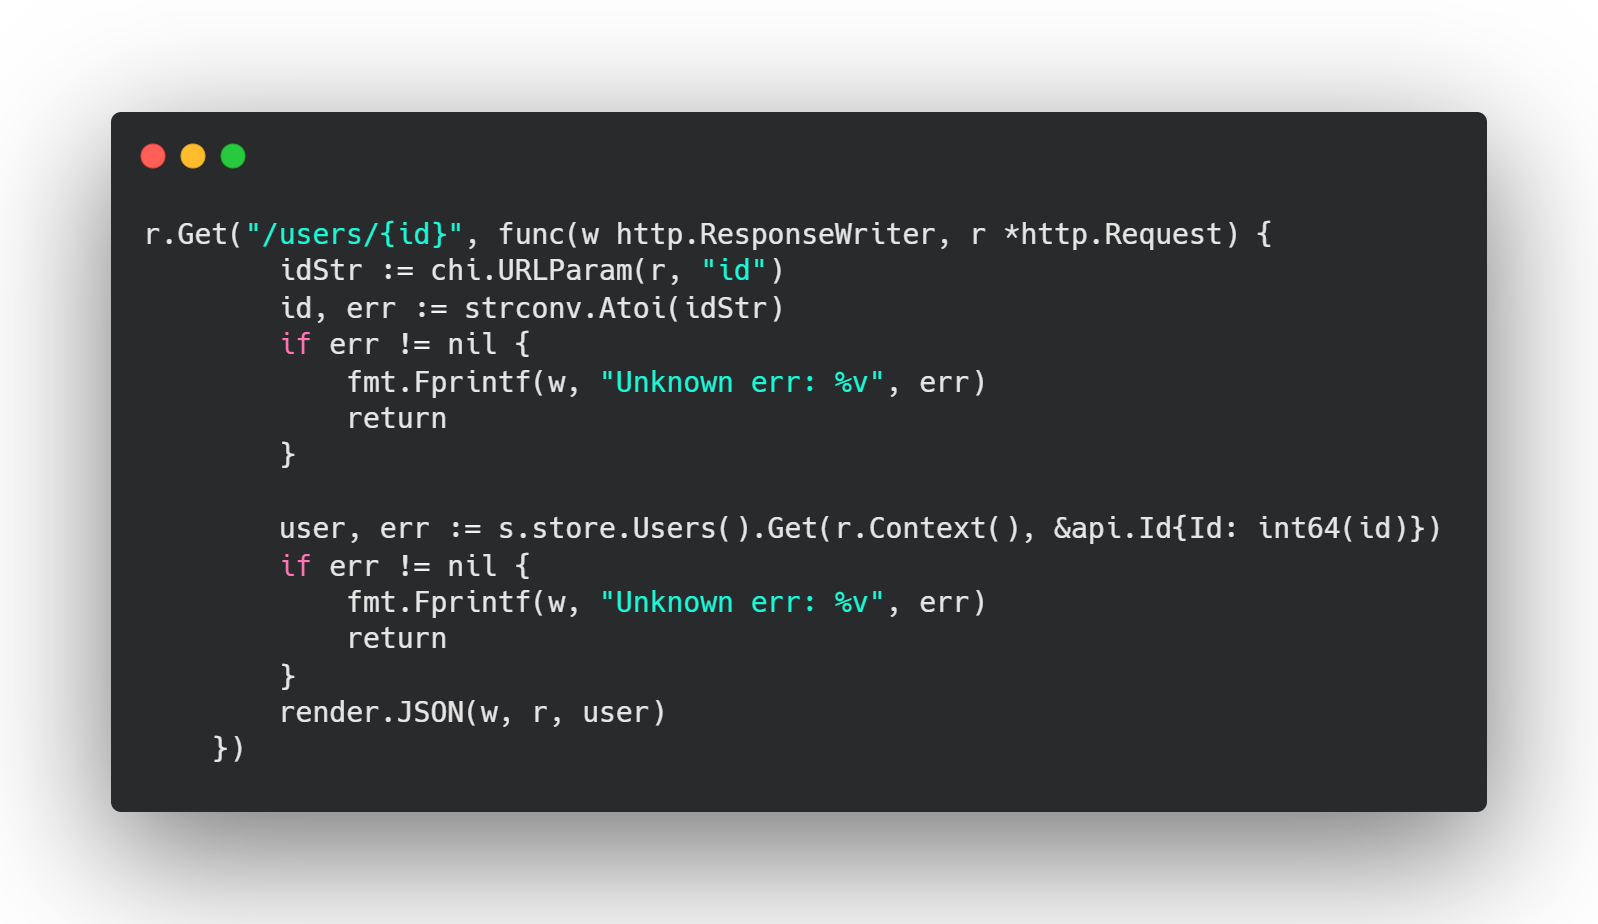 r.Get("/users/{id}", func(w http.ResponseWriter, r *http.Request) {
        idStr := chi.URLParam(r, "id")
        id, err := strconv.Atoi(idStr)
        if err != nil {
            fmt.Fprintf(w, "Unknown err: %v", err)
            return
        }

        user, err := s.store.Users().Get(r.Context(), &api.Id{Id: int64(id)})
        if err != nil {
            fmt.Fprintf(w, "Unknown err: %v", err)
            return
        }
        render.JSON(w, r, user)
    })